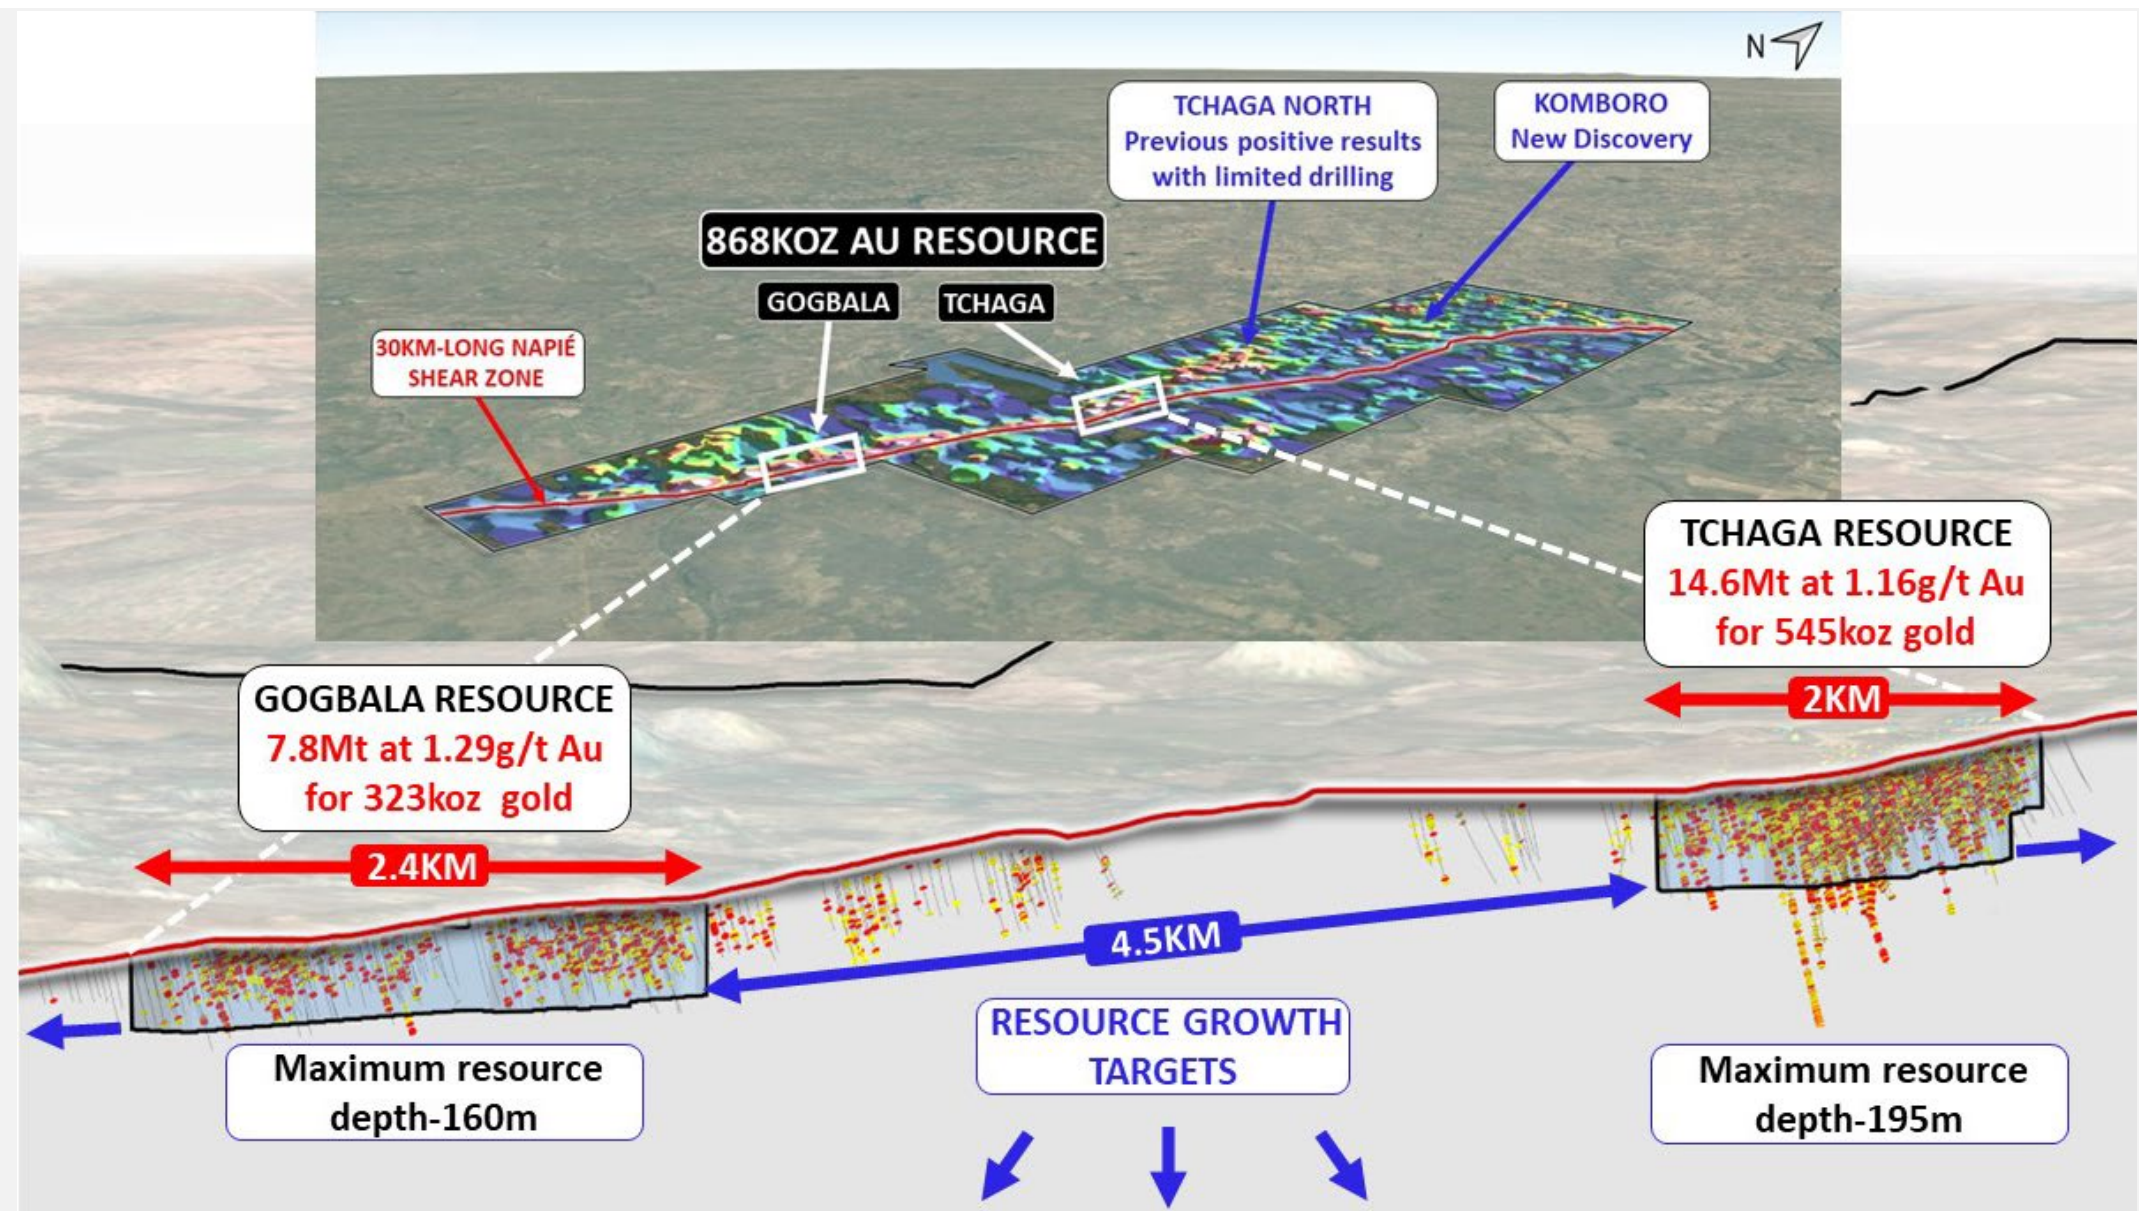 N
TCHAGA NORTH
Previous positive results
with limited drilling
KOMBORO
New Discovery
868KOZ AU RESOURCE
GOGBALA
TCHAGA
30KM-LONG NAPIÉ
SHEAR ZONE
TCHAGA RESOURCE
14.6Mt at 1.16g/t Au
for 545koz gold
2KM
GOGBALA RESOURCE
7.8Mt at 1.29g/t Au
for 323koz gold
2.4KM
4.5KM
RESOURCE GROWTH
TARGETS
Maximum resource
depth-160m
Maximum resource
depth-195m